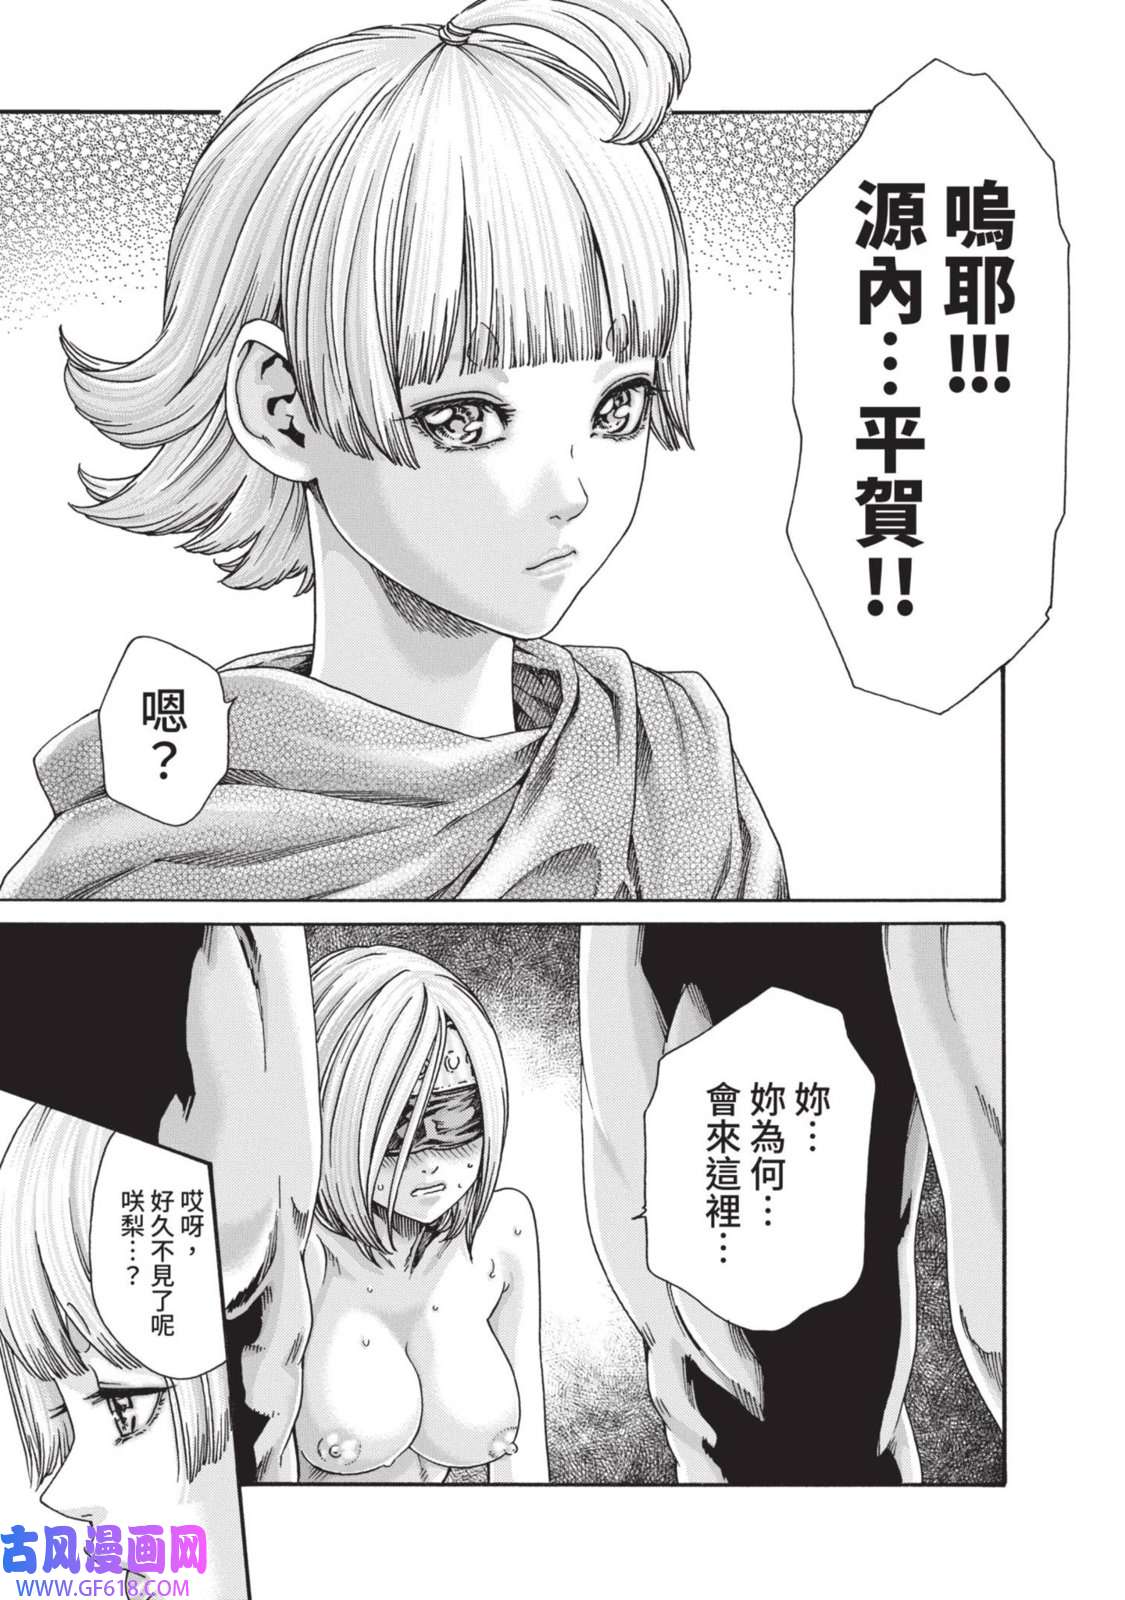 嗚耶!!!
源內…平賀!!
嗯？
妳…
妳為何…
會來這裡…
哎呀，
好久不見了呢
咲梨…？
古风漫画网
WWW.GF618.COM